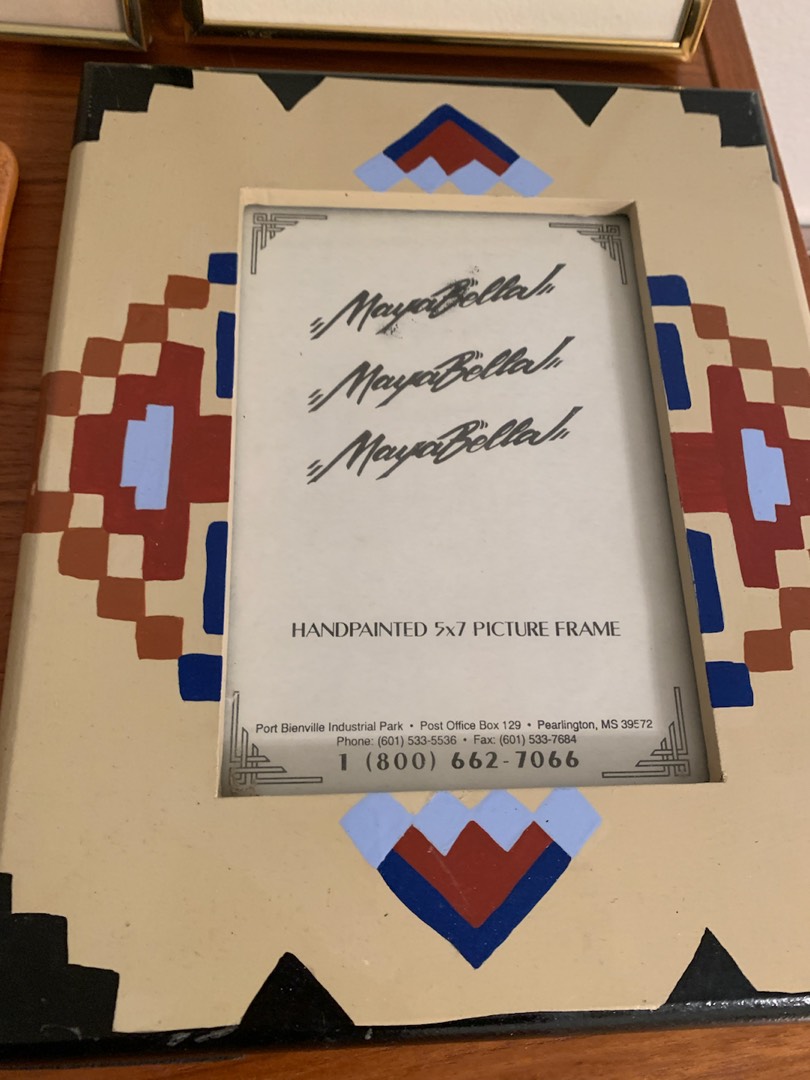 MayaBella
MayaBella
MayaBella
HANDPAINTED 5x7 PICTURE FRAME
Port Bienville Industrial Park • Post Office Box 129 • Pearlington, MS 39572
Phone: (601) 533-5536 • Fax: (601) 533-7684
1 (800) 662-7066